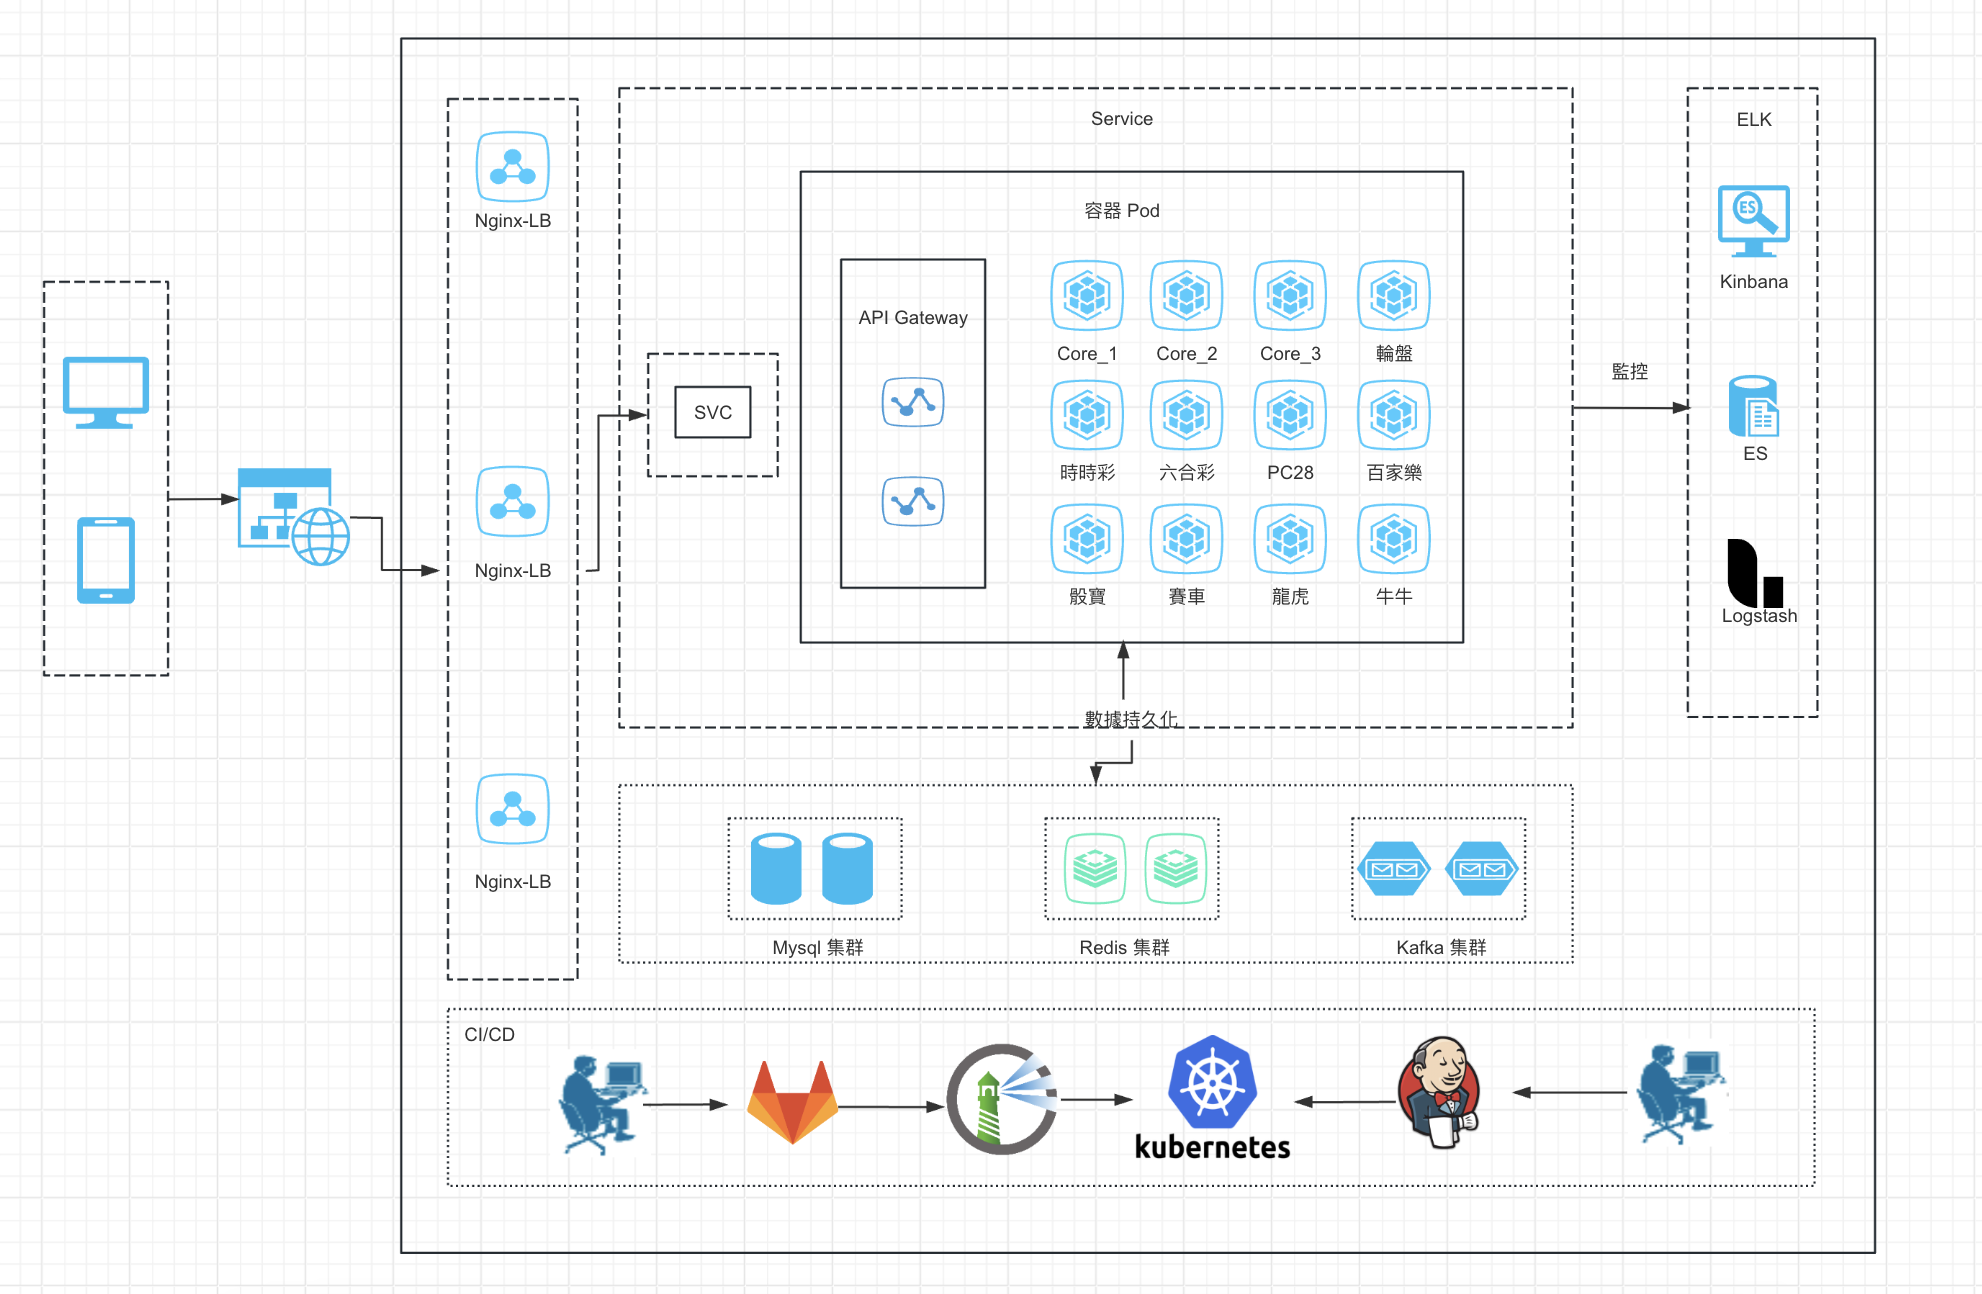 Service
ELK
Nginx-LB
容器 Pod
Kinbana
API Gateway
Core_1
Core_2
Core_3
輪盤
監控
SVC
ES
ES
時時彩
六合彩
PC28
百家樂
Nginx-LB
骰寶
賽車
龍虎
牛牛
Logstash
數據持久化
Nginx-LB
Mysql 集群
Redis 集群
Kafka 集群
CI/CD
kubernetes